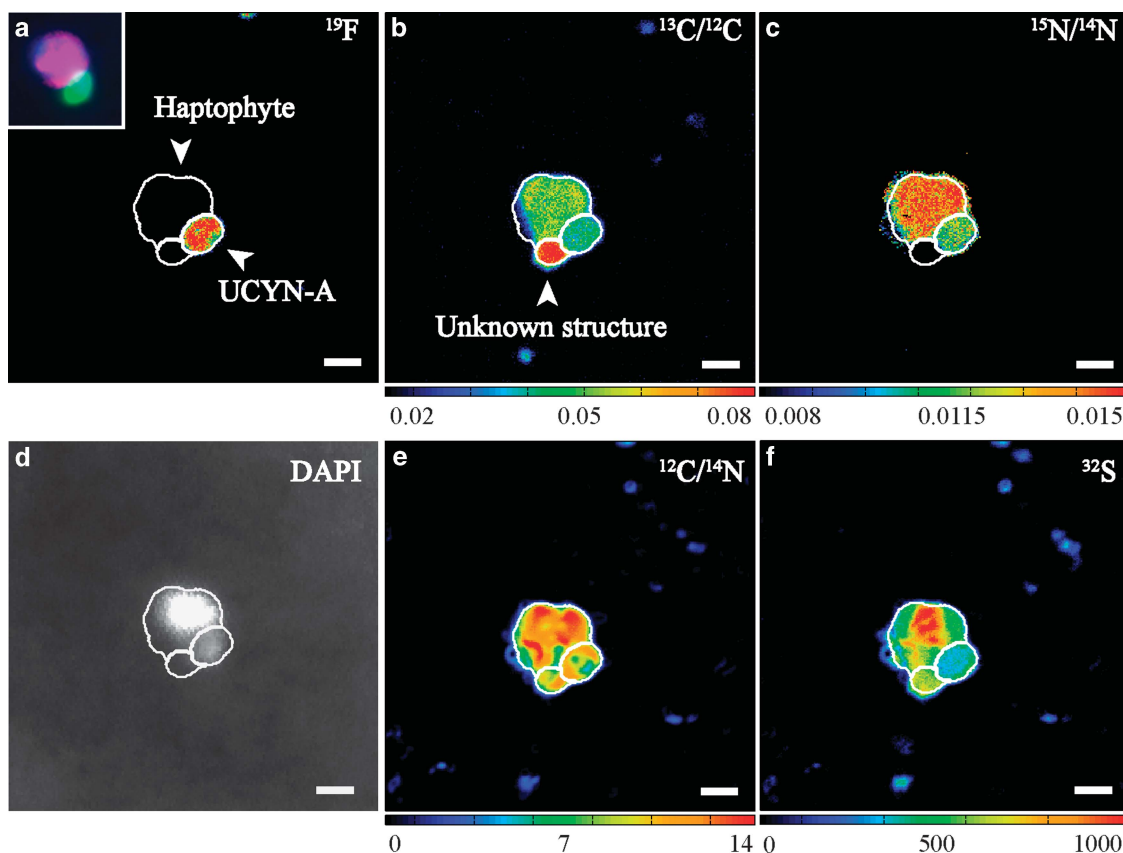 a
¹⁹F
Haptophyte
UCYN-A
b
¹³C/¹²C
Unknown structure
0.02 0.05 0.08
c
¹⁵N/¹⁴N
0.008 0.0115 0.015
d
DAPI
e
¹²C/¹⁴N
0 7 14
f
³²S
0 500 1000